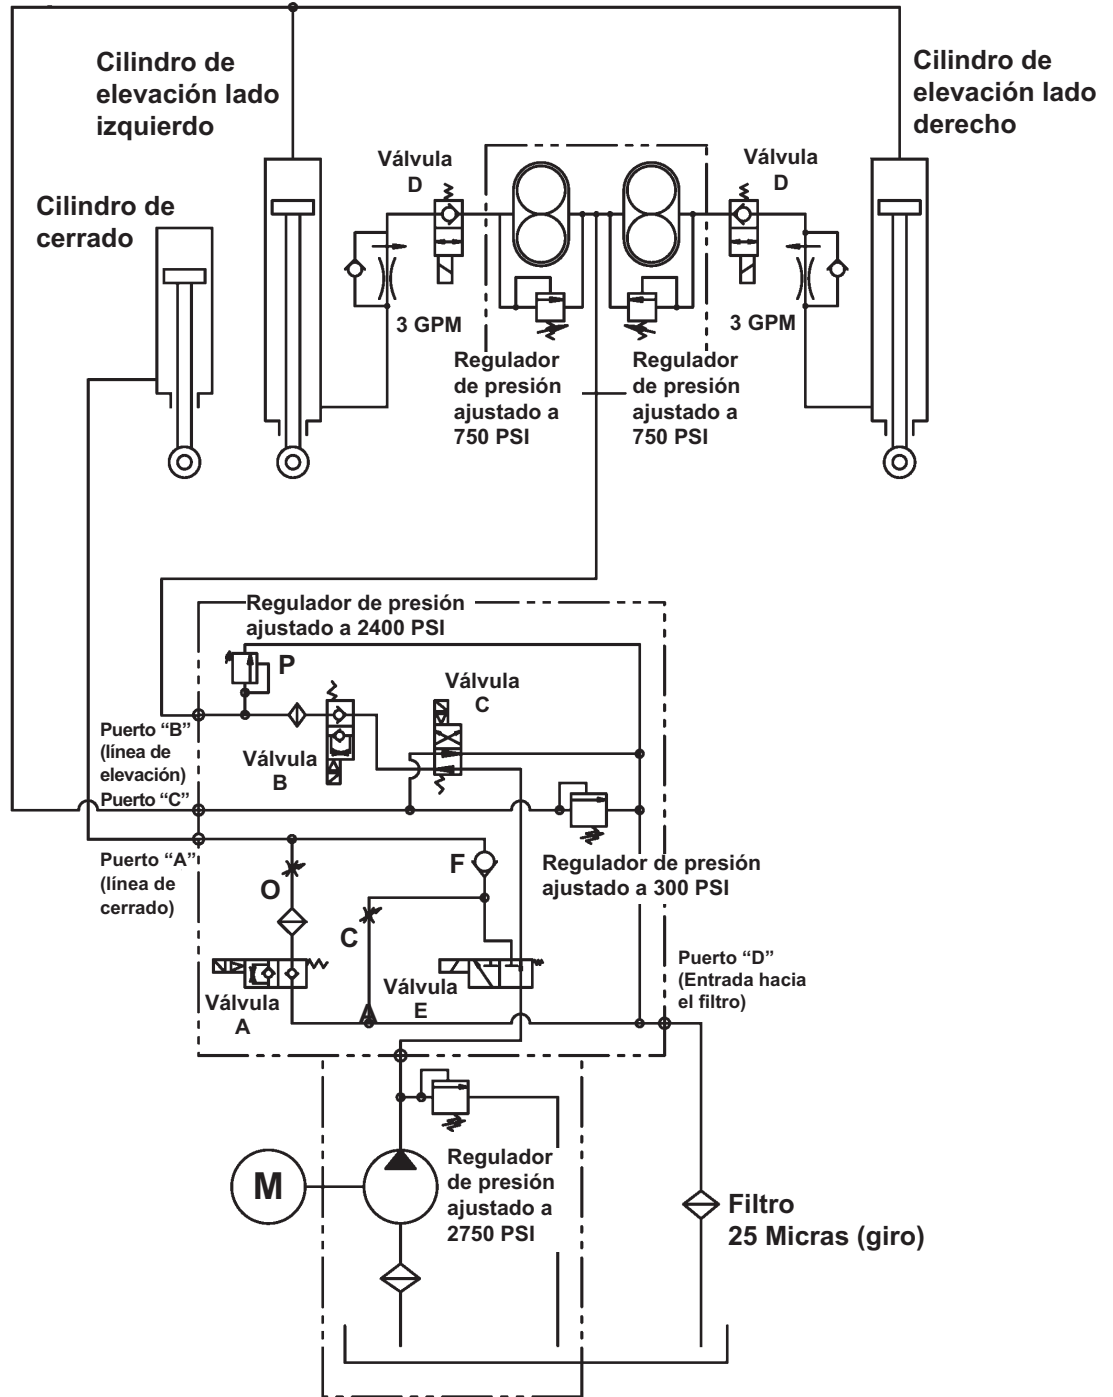 Cilindro de
elevación lado
izquierdo
Cilindro de
elevación lado
derecho
Cilindro de
cerrado
Válvula
D
Válvula
D
3 GPM
3 GPM
Regulador
de presión
ajustado a
750 PSI
Regulador
de presión
ajustado a
750 PSI
Regulador de presión
ajustado a 2400 PSI
P
Válvula
C
Puerto “B”
(línea de
elevación)
Válvula
B
Puerto “C”
Puerto “A”
(línea de
cerrado)
O
F
C
Regulador de presión
ajustado a 300 PSI
Válvula
A
Válvula
E
Puerto “D”
(Entrada hacia
el filtro)
M
Regulador
de presión
ajustado a
2750 PSI
Filtro
25 Micras (giro)